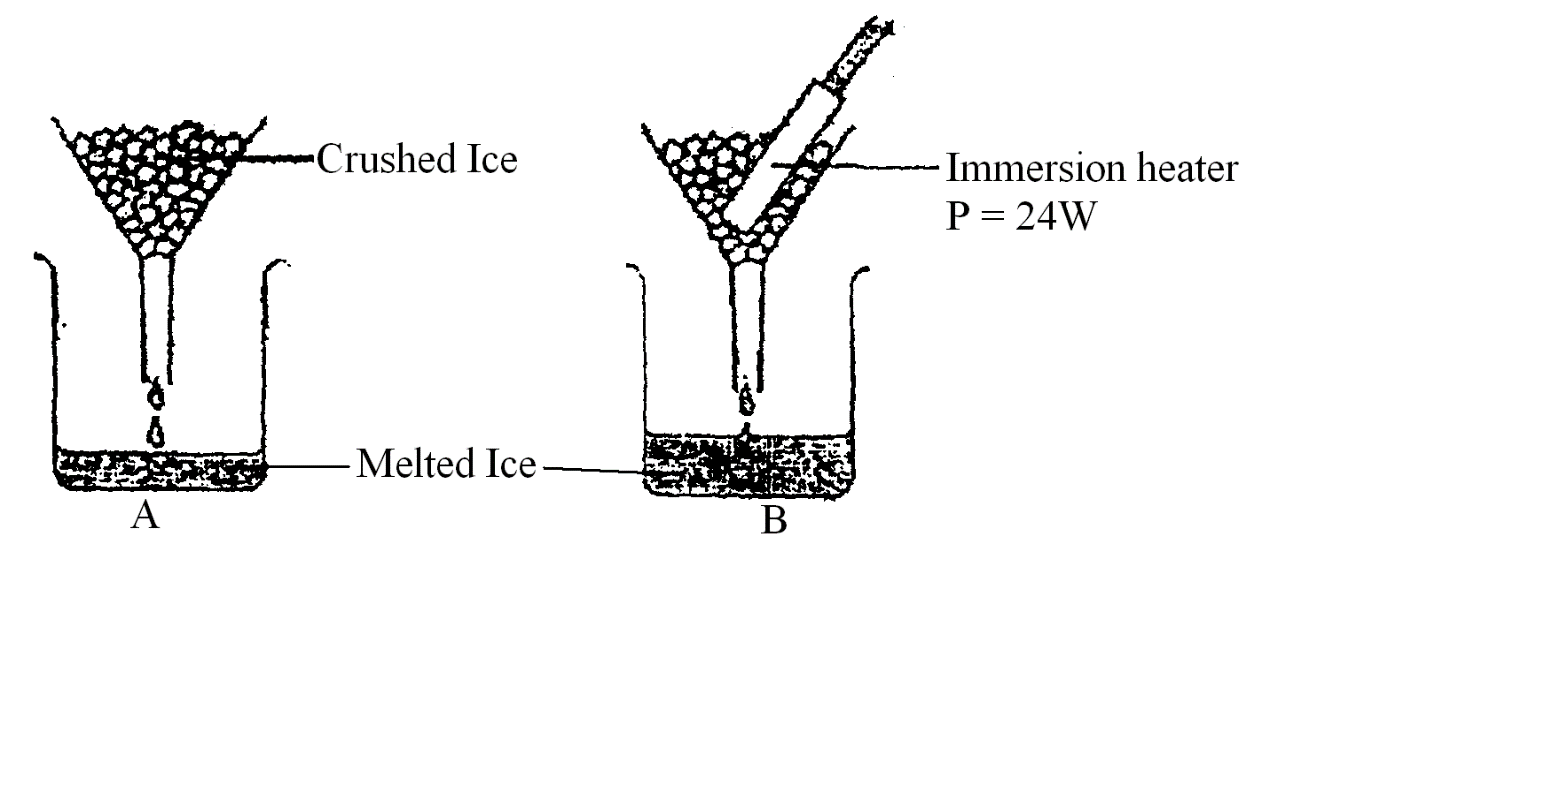 Crushed Ice
Immersion heater
P = 24W
Melted Ice
A
B